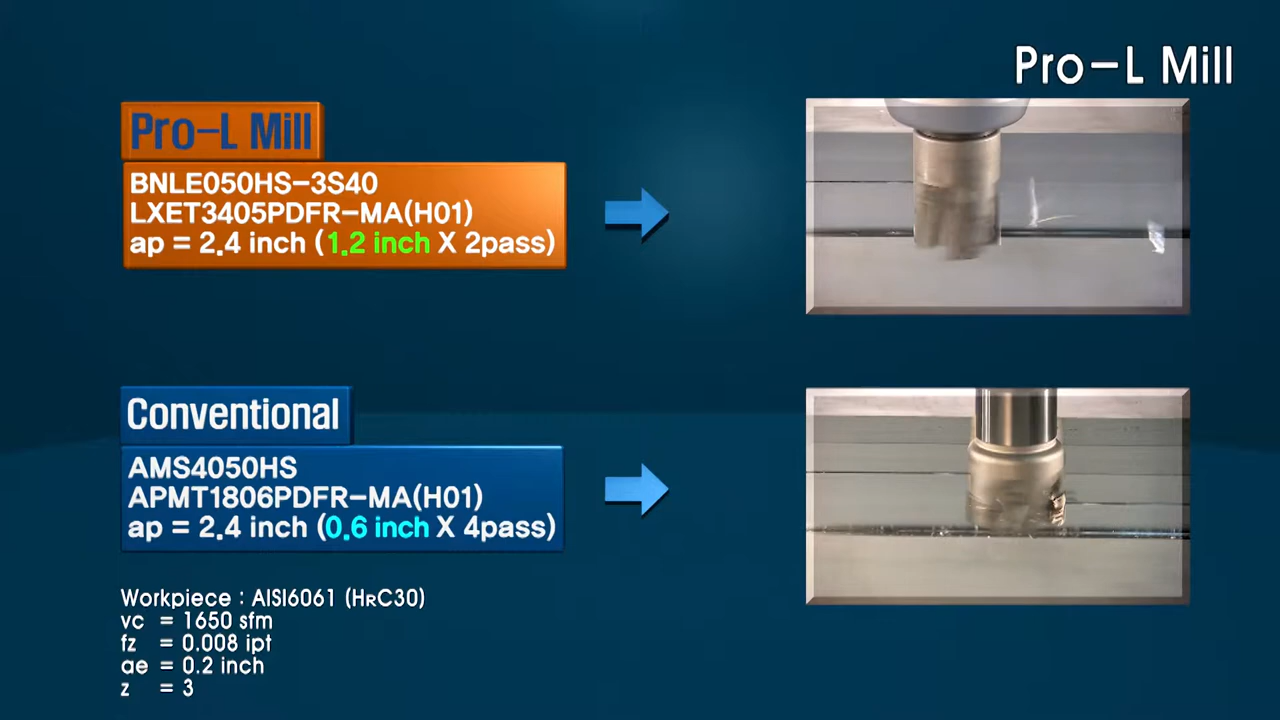 Pro-L Mill
Pro-L Mill
BNLE050HS-3S40
LXET3405PDFR-MA(H01)
ap = 2.4 inch (1.2 inch X 2pass)
Conventional
AMS4050HS
APMT1806PDFR-MA(H01)
ap = 2.4 inch (0.6 inch X 4pass)
Workpiece : AISI6061 (HRC30)
vc = 1650 sfm
fz = 0.008 ipt
ae = 0.2 inch
z = 3